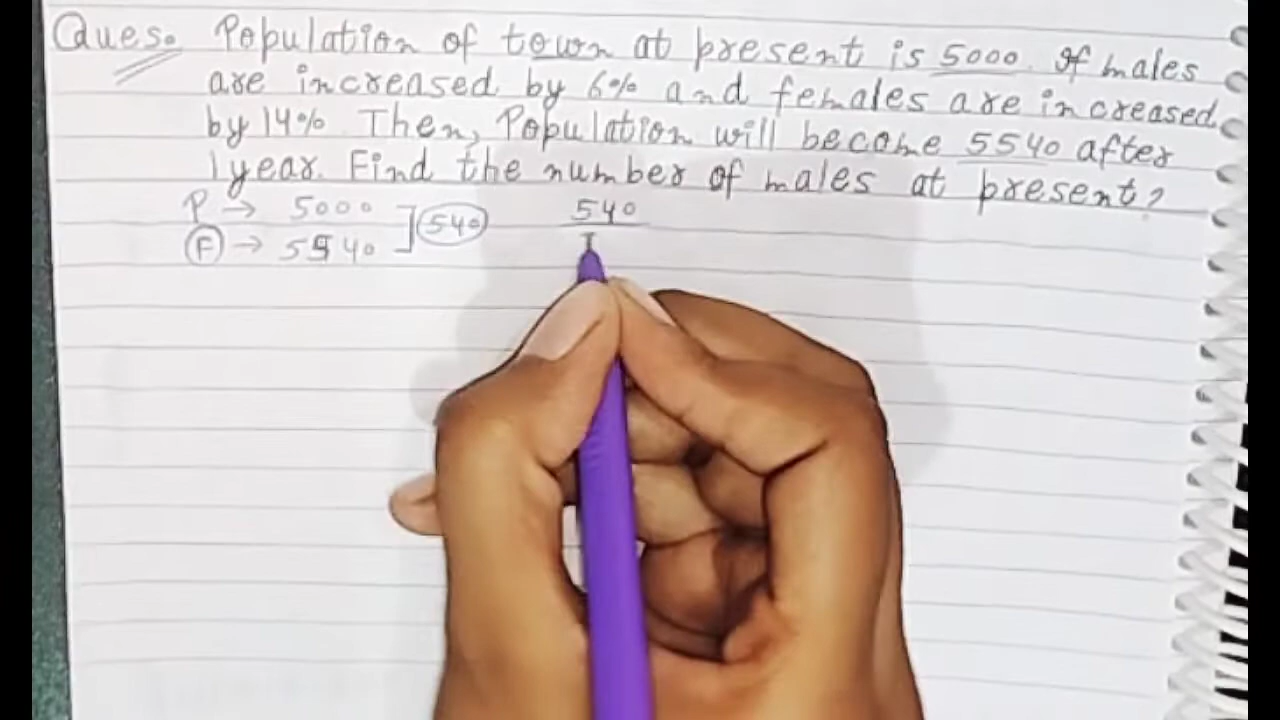 Ques. Population of town at present is 5000. If males
are increased by 6% and females are increased
by 14% Then, Population will become 5540 after
1 year. Find the number of males at present?
P → 5000 ] 540 540
F → 5540